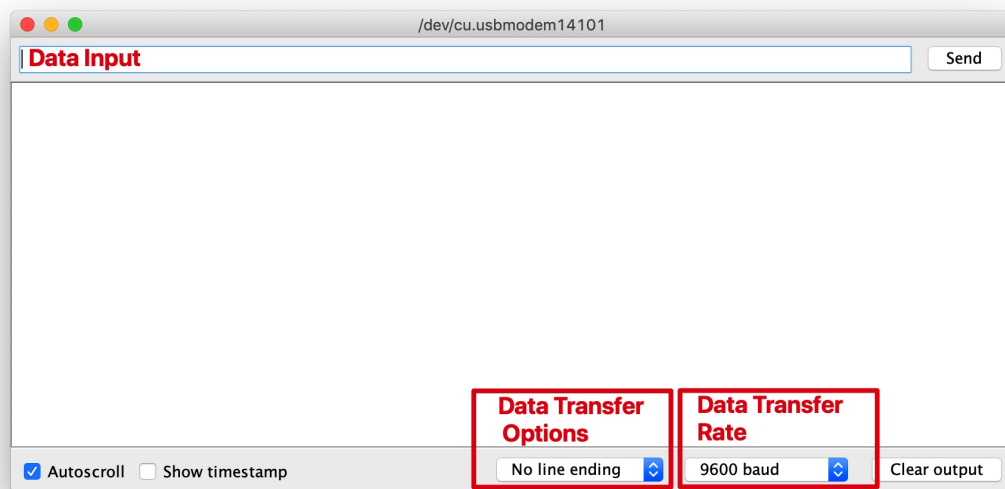 /dev/cu.usbmodem14101
Data Input
Send
Data Transfer
Options
Data Transfer
Rate
Autoscroll
Show timestamp
No line ending
9600 baud
Clear output